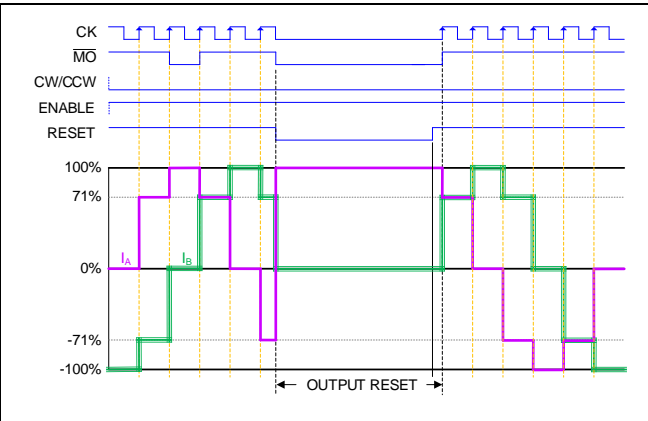 CK
MO
CW/CCW
ENABLE
RESET
100%
71%
0%
IA
IB
-71%
-100%
OUTPUT RESET